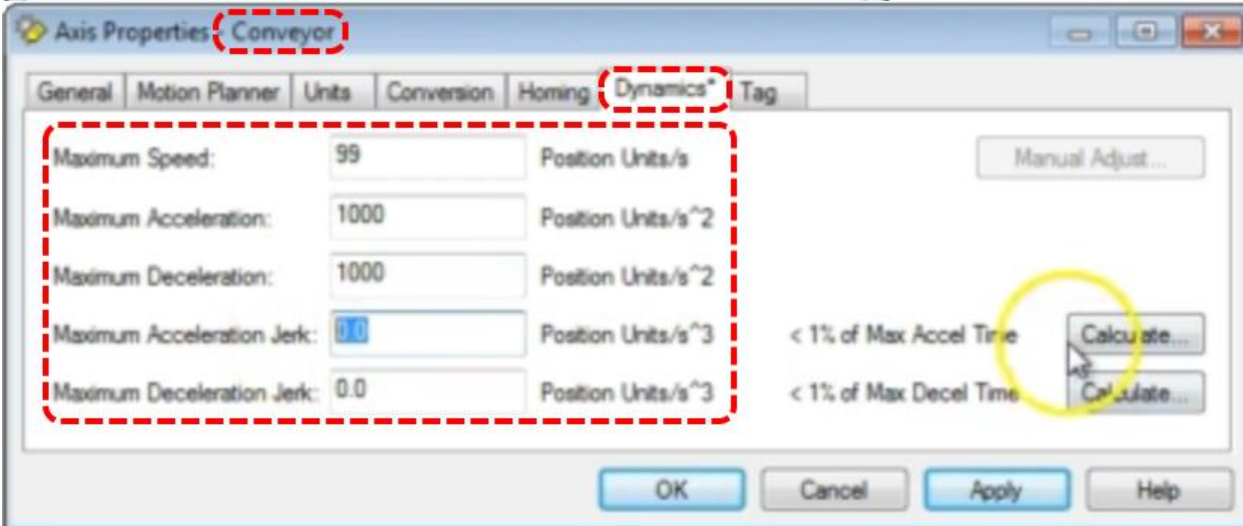 Axis Properties - Conveyor
General Motion Planner Units Conversion Homing Dynamics* Tag
Maximum Speed: 99 Position Units/s Manual Adjust...
Maximum Acceleration: 1000 Position Units/s^2
Maximum Deceleration: 1000 Position Units/s^2
Maximum Acceleration Jerk: 0.0 Position Units/s^3 < 1% of Max Accel Time Calculate...
Maximum Deceleration Jerk: 0.0 Position Units/s^3 < 1% of Max Decel Time Calculate...
OK Cancel Apply Help